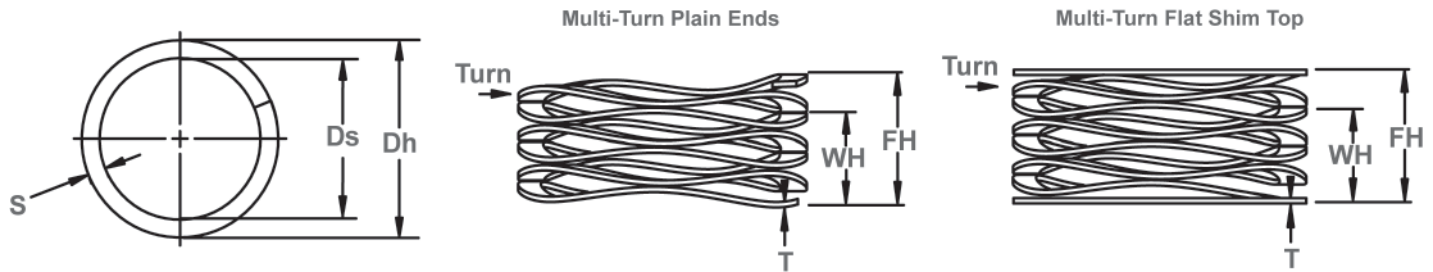 Multi-Turn Plain Ends
Multi-Turn Flat Shim Top
Ds
Dh
S
Turn
WH
FH
T
Turn
WH
FH
T